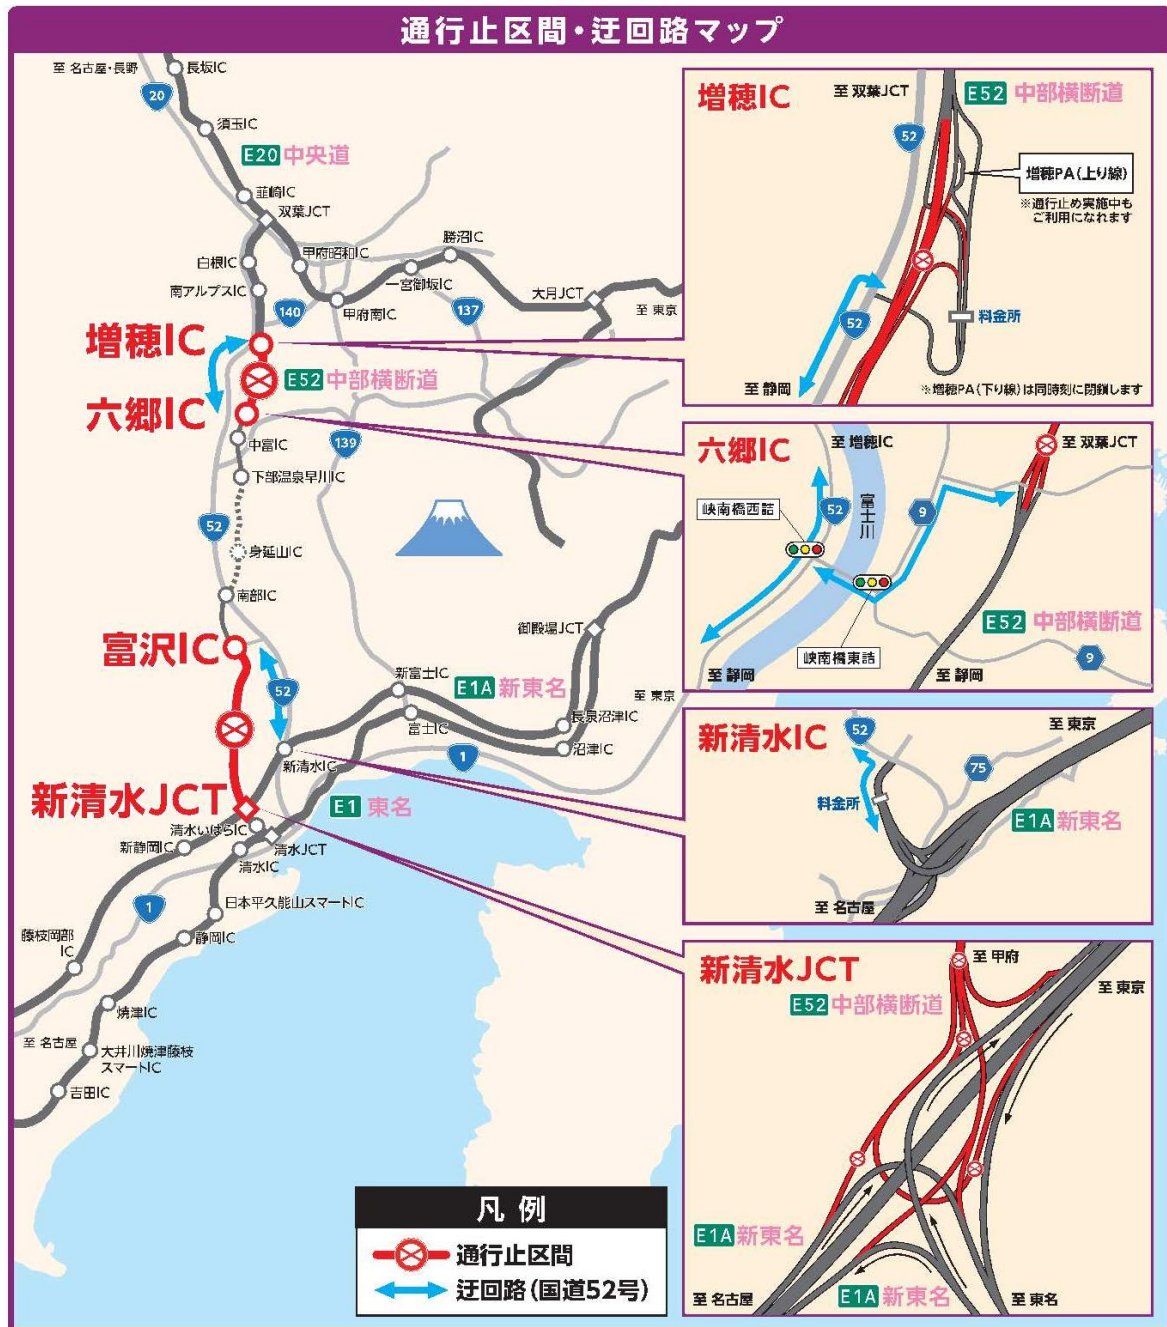 通行止区間・迂回路マップ
至 名古屋・長野
長坂IC
20
須玉IC
E20 中央道
韮崎IC
双葉JCT
白根IC
甲府昭和IC
勝沼IC
一宮御坂IC
南アルプスIC
140
甲府南IC
137
大月JCT
至 東京
増穂IC
E52 中部横断道
六郷IC
中富IC
139
下部温泉早川IC
52
身延山IC
南部IC
富沢IC
御殿場JCT
52
新富士IC
E1A 新東名
至 東京
富士IC
長泉沼津IC
沼津IC
新清水IC
1
新清水JCT
E1 東名
清水いはらIC
新静岡IC
清水JCT
清水IC
1
日本平久能山スマートIC
藤枝岡部
IC
静岡IC
焼津IC
至 名古屋
大井川焼津藤枝
スマートIC
吉田IC
凡 例
通行止区間
迂回路(国道52号)
増穂IC
至 双葉JCT
E52 中部横断道
52
増穂PA(上り線)
※通行止め実施中も
ご利用になれます
52
料金所
至 静岡
※増穂PA(下り線)は同時刻に閉鎖します
六郷IC
至 増穂IC
至 双葉JCT
52
富士川
9
峡南橋西詰
E52 中部横断道
峡南橋東詰
9
至 静岡
至 静岡
新清水IC
52
至 東京
75
料金所
E1A 新東名
至 名古屋
新清水JCT
至 甲府
E52 中部横断道
至 東京
E1A 新東名
E1A 新東名
至 名古屋
至 東名